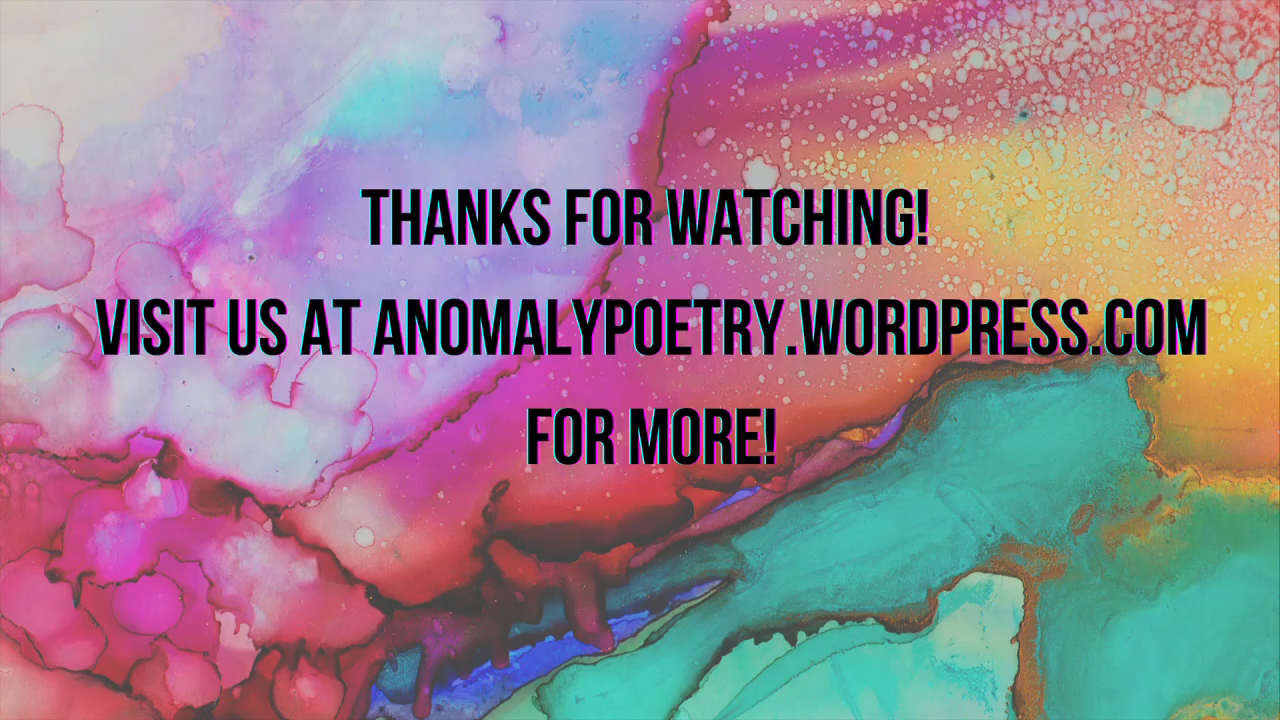 THANKS FOR WATCHING!
VISIT US AT ANOMALYPOETRY.WORDPRESS.COM
FOR MORE!